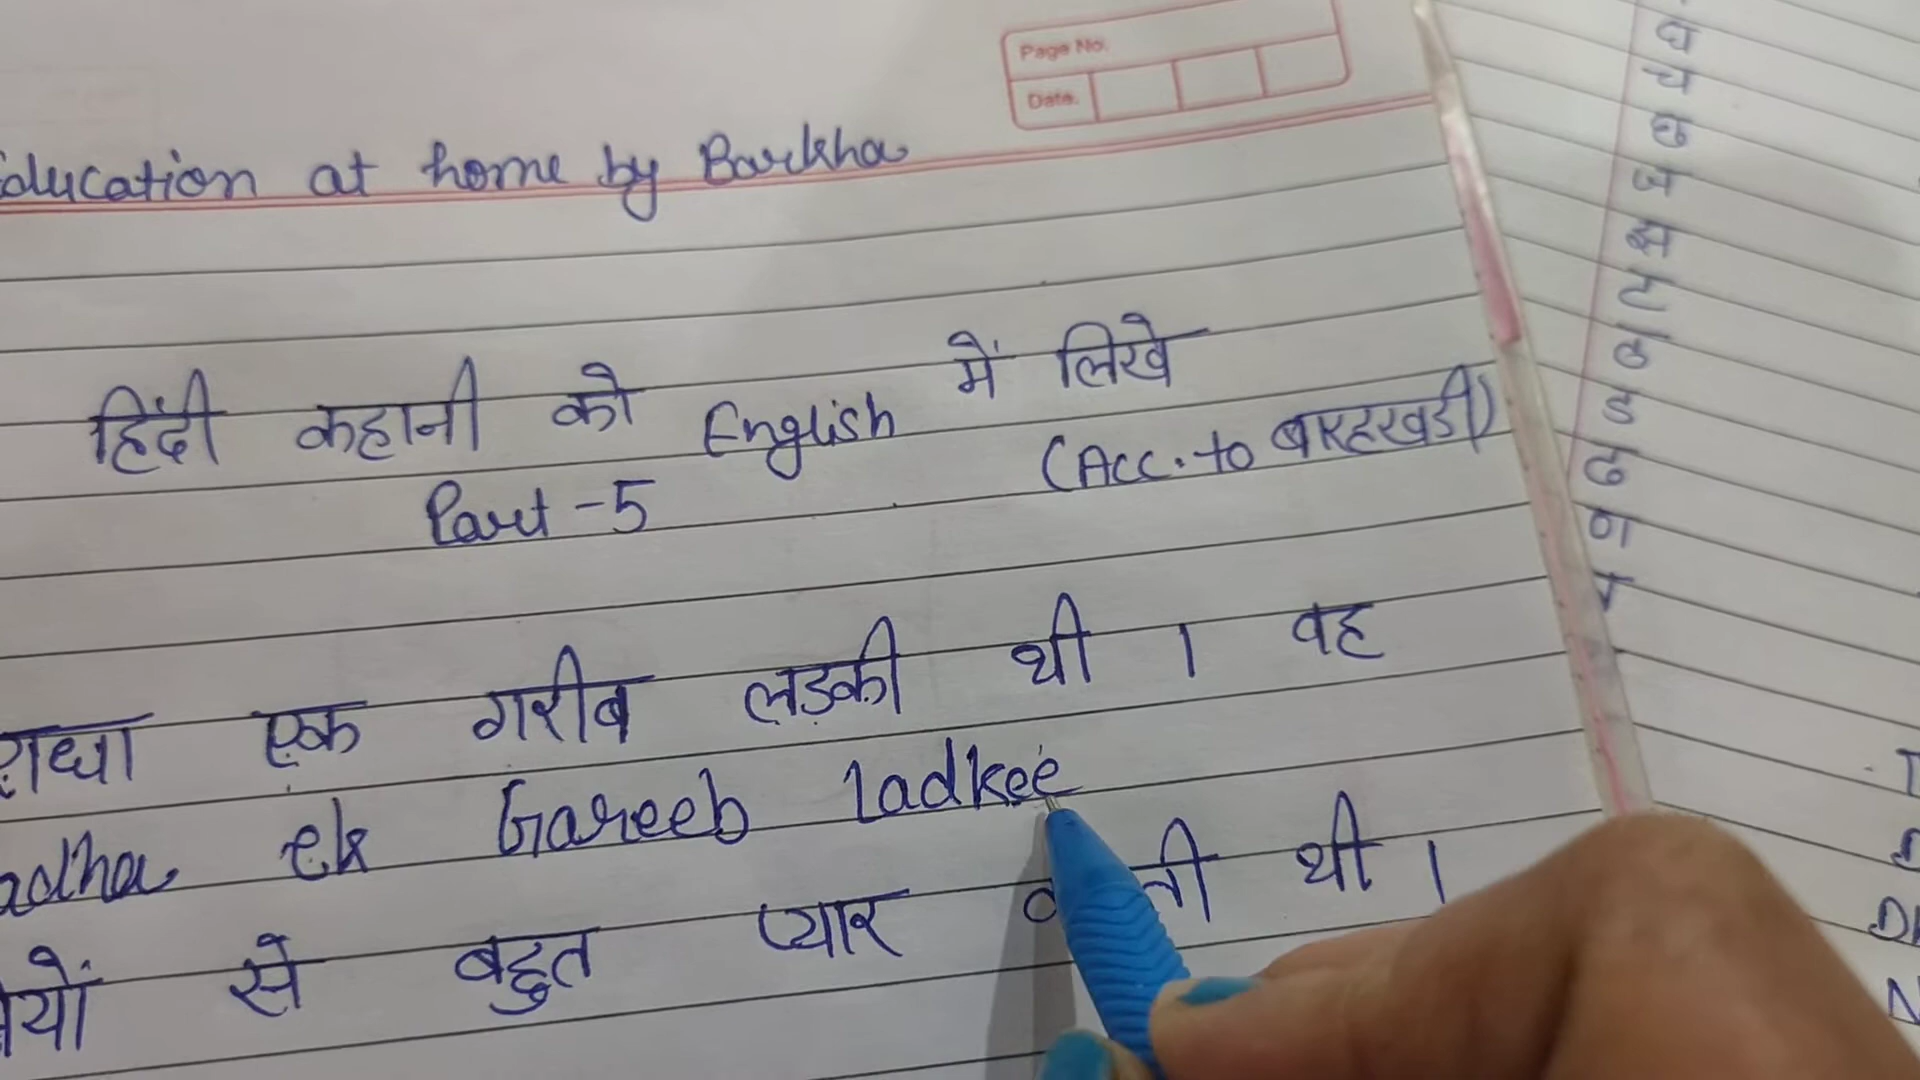 Page No.
Date.
Education at home by Barkha
हिंदी कहानी को English में लिखे
Part-5 (Acc. to बारहखडी)
राधा एक गरीब लड़की थी । वह
adha ek Gareeb ladkee
यों से बहुत प्यार ती थी ।
घ
च
छ
ज
झ
ट
ठ
ड
ढ
ण